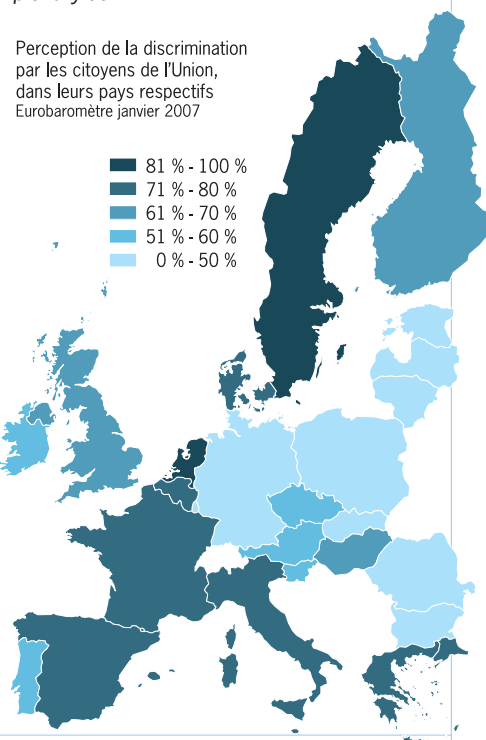 Perception de la discrimination
par les citoyens de l'Union,
dans leurs pays respectifs
Eurobaromètre janvier 2007
81 % - 100 %
71 % - 80 %
61 % - 70 %
51 % - 60 %
0 % - 50 %